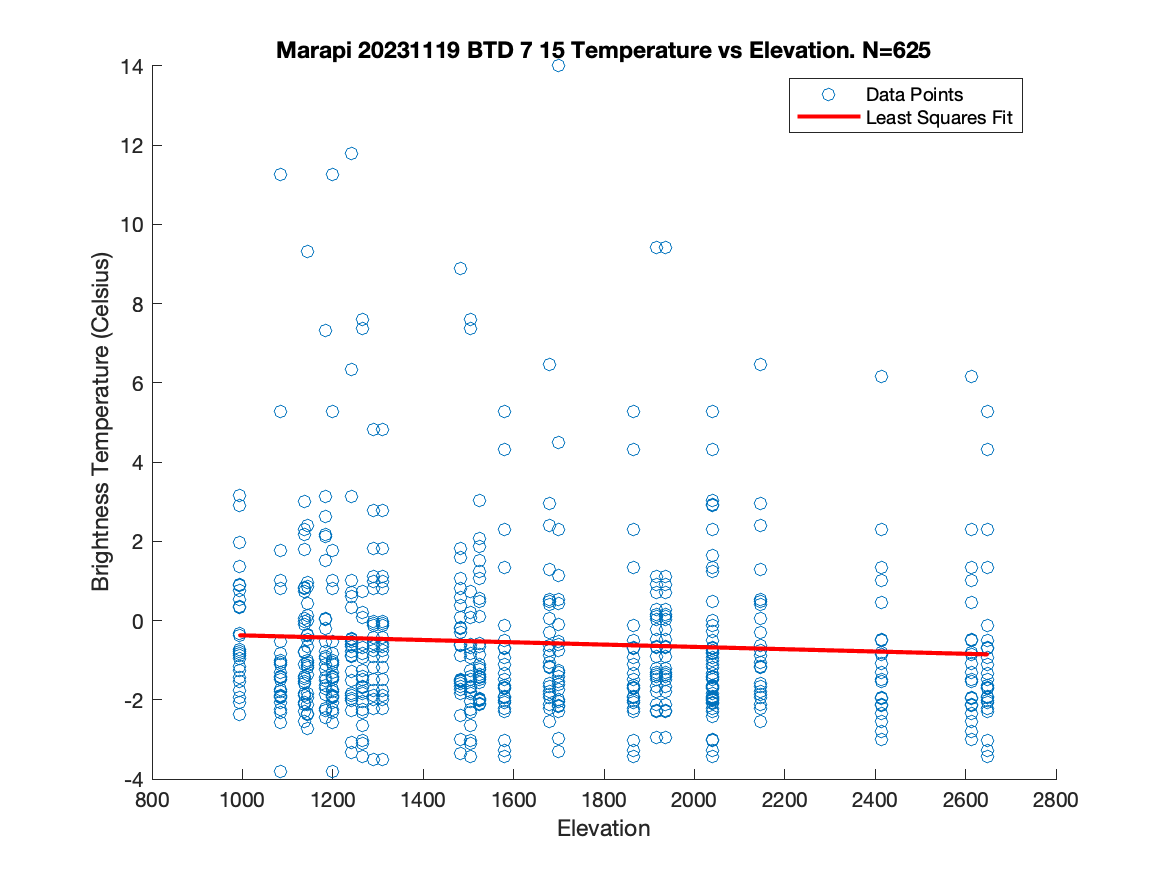 Marapi 20231119 BTD 7 15 Temperature vs Elevation. N=625
Data Points
Least Squares Fit
14
12
10
8
6
4
2
0
-2
-4
Brightness Temperature (Celsius)
800 1000 1200 1400 1600 1800 2000 2200 2400 2600 2800
Elevation